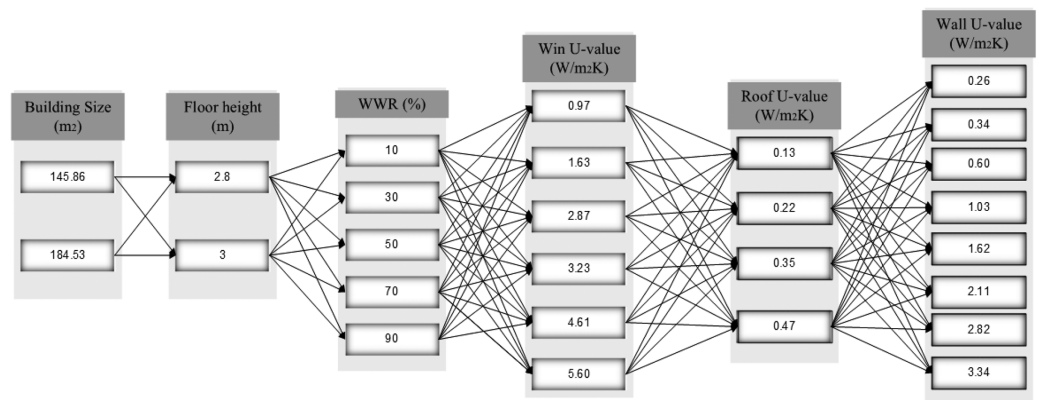 Building Size
(m2)
145.86
184.53
Floor height
(m)
2.8
3
WWR (%)
10
30
50
70
90
Win U-value
(W/m2K)
0.97
1.63
2.87
3.23
4.61
5.60
Roof U-value
(W/m2K)
0.13
0.22
0.35
0.47
Wall U-value
(W/m2K)
0.26
0.34
0.60
1.03
1.62
2.11
2.82
3.34